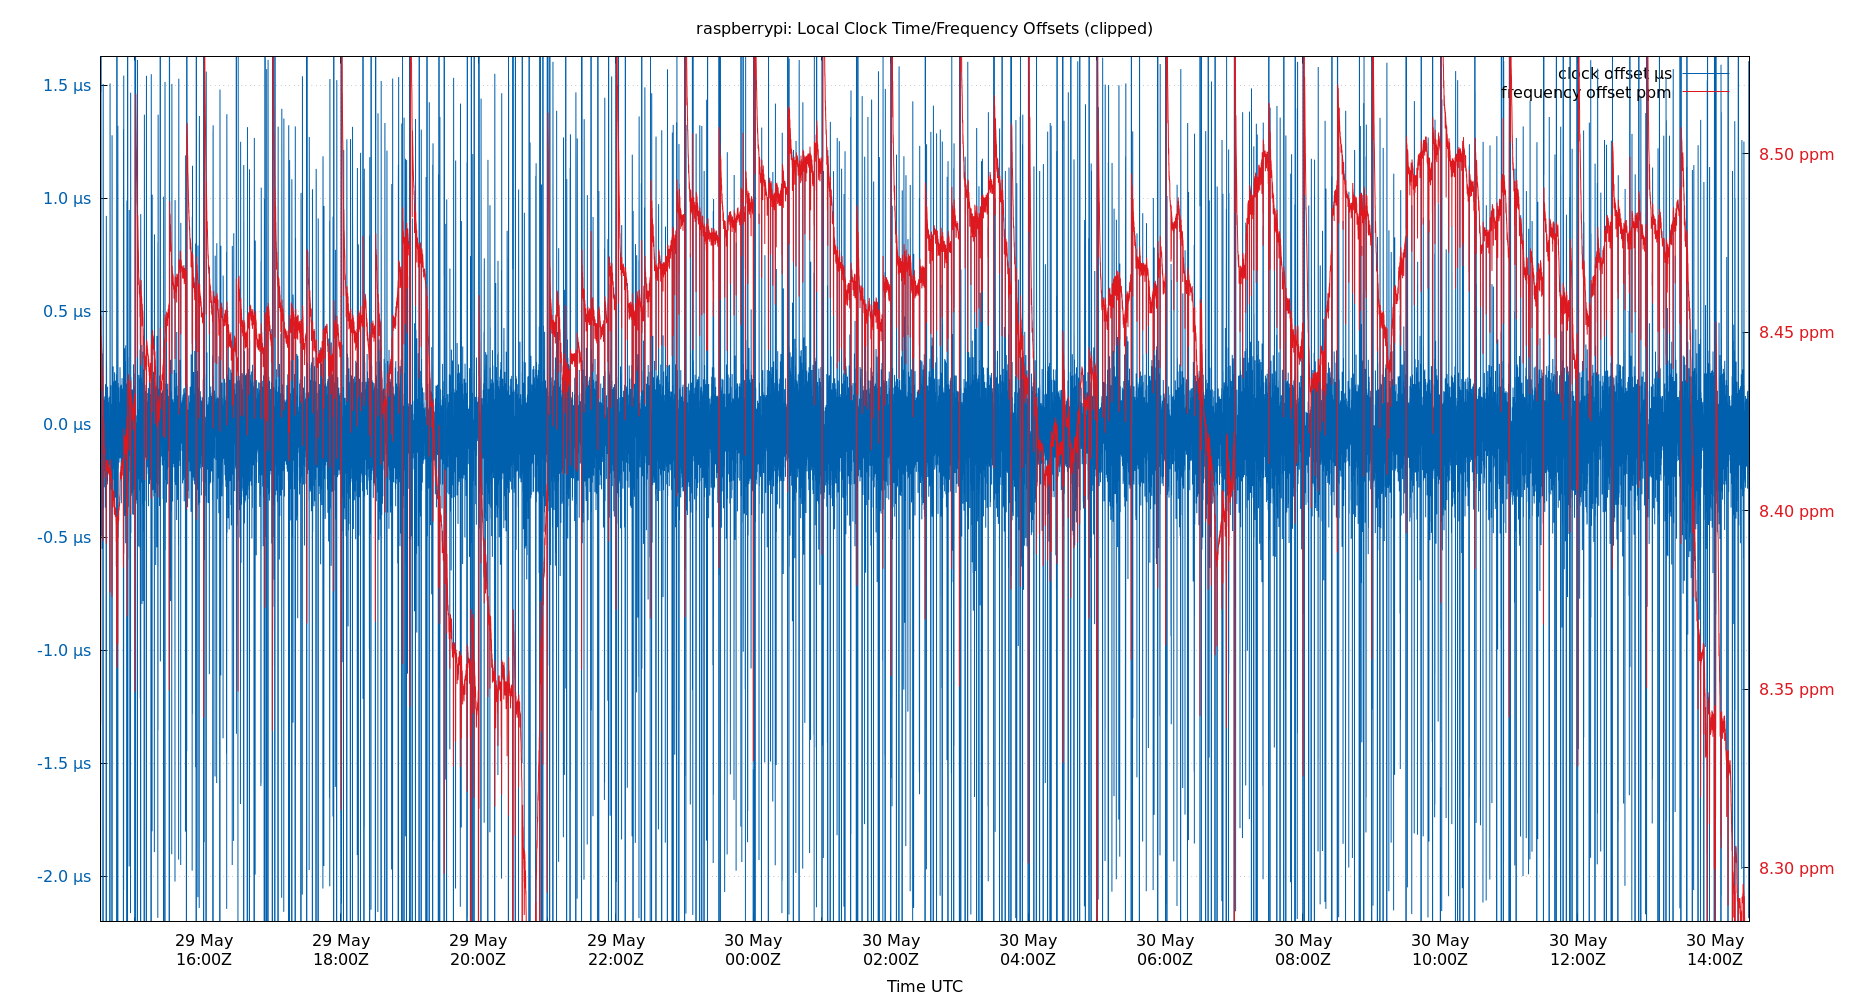 raspberrypi: Local Clock Time/Frequency Offsets (clipped)
clock offset µs
frequency offset ppm
1.5 µs
1.0 µs
0.5 µs
0.0 µs
-0.5 µs
-1.0 µs
-1.5 µs
-2.0 µs
8.50 ppm
8.45 ppm
8.40 ppm
8.35 ppm
8.30 ppm
29 May 29 May 29 May 29 May 30 May 30 May 30 May 30 May 30 May 30 May 30 May 30 May
16:00Z 18:00Z 20:00Z 22:00Z 00:00Z 02:00Z 04:00Z 06:00Z 08:00Z 10:00Z 12:00Z 14:00Z
Time UTC